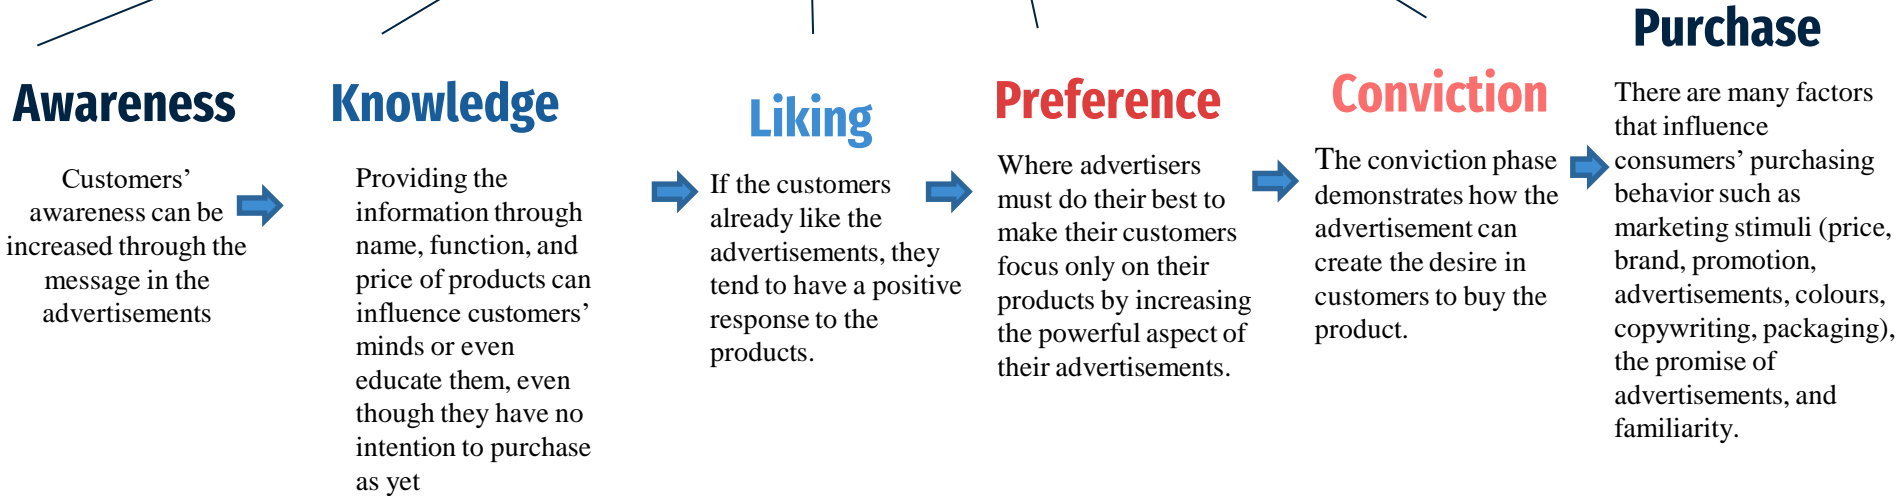 Awareness
Customers’
awareness can be
increased through the
message in the
advertisements
Knowledge
Providing the
information through
name, function, and
price of products can
influence customers’
minds or even
educate them, even
though they have no
intention to purchase
as yet
Liking
If the customers
already like the
advertisements, they
tend to have a positive
response to the
products.
Preference
Where advertisers
must do their best to
make their customers
focus only on their
products by increasing
the powerful aspect of
their advertisements.
Conviction
The conviction phase
demonstrates how the
advertisement can
create the desire in
customers to buy the
product.
Purchase
There are many factors
that influence
consumers’ purchasing
behavior such as
marketing stimuli (price,
brand, promotion,
advertisements, colours,
copywriting, packaging),
the promise of
advertisements, and
familiarity.